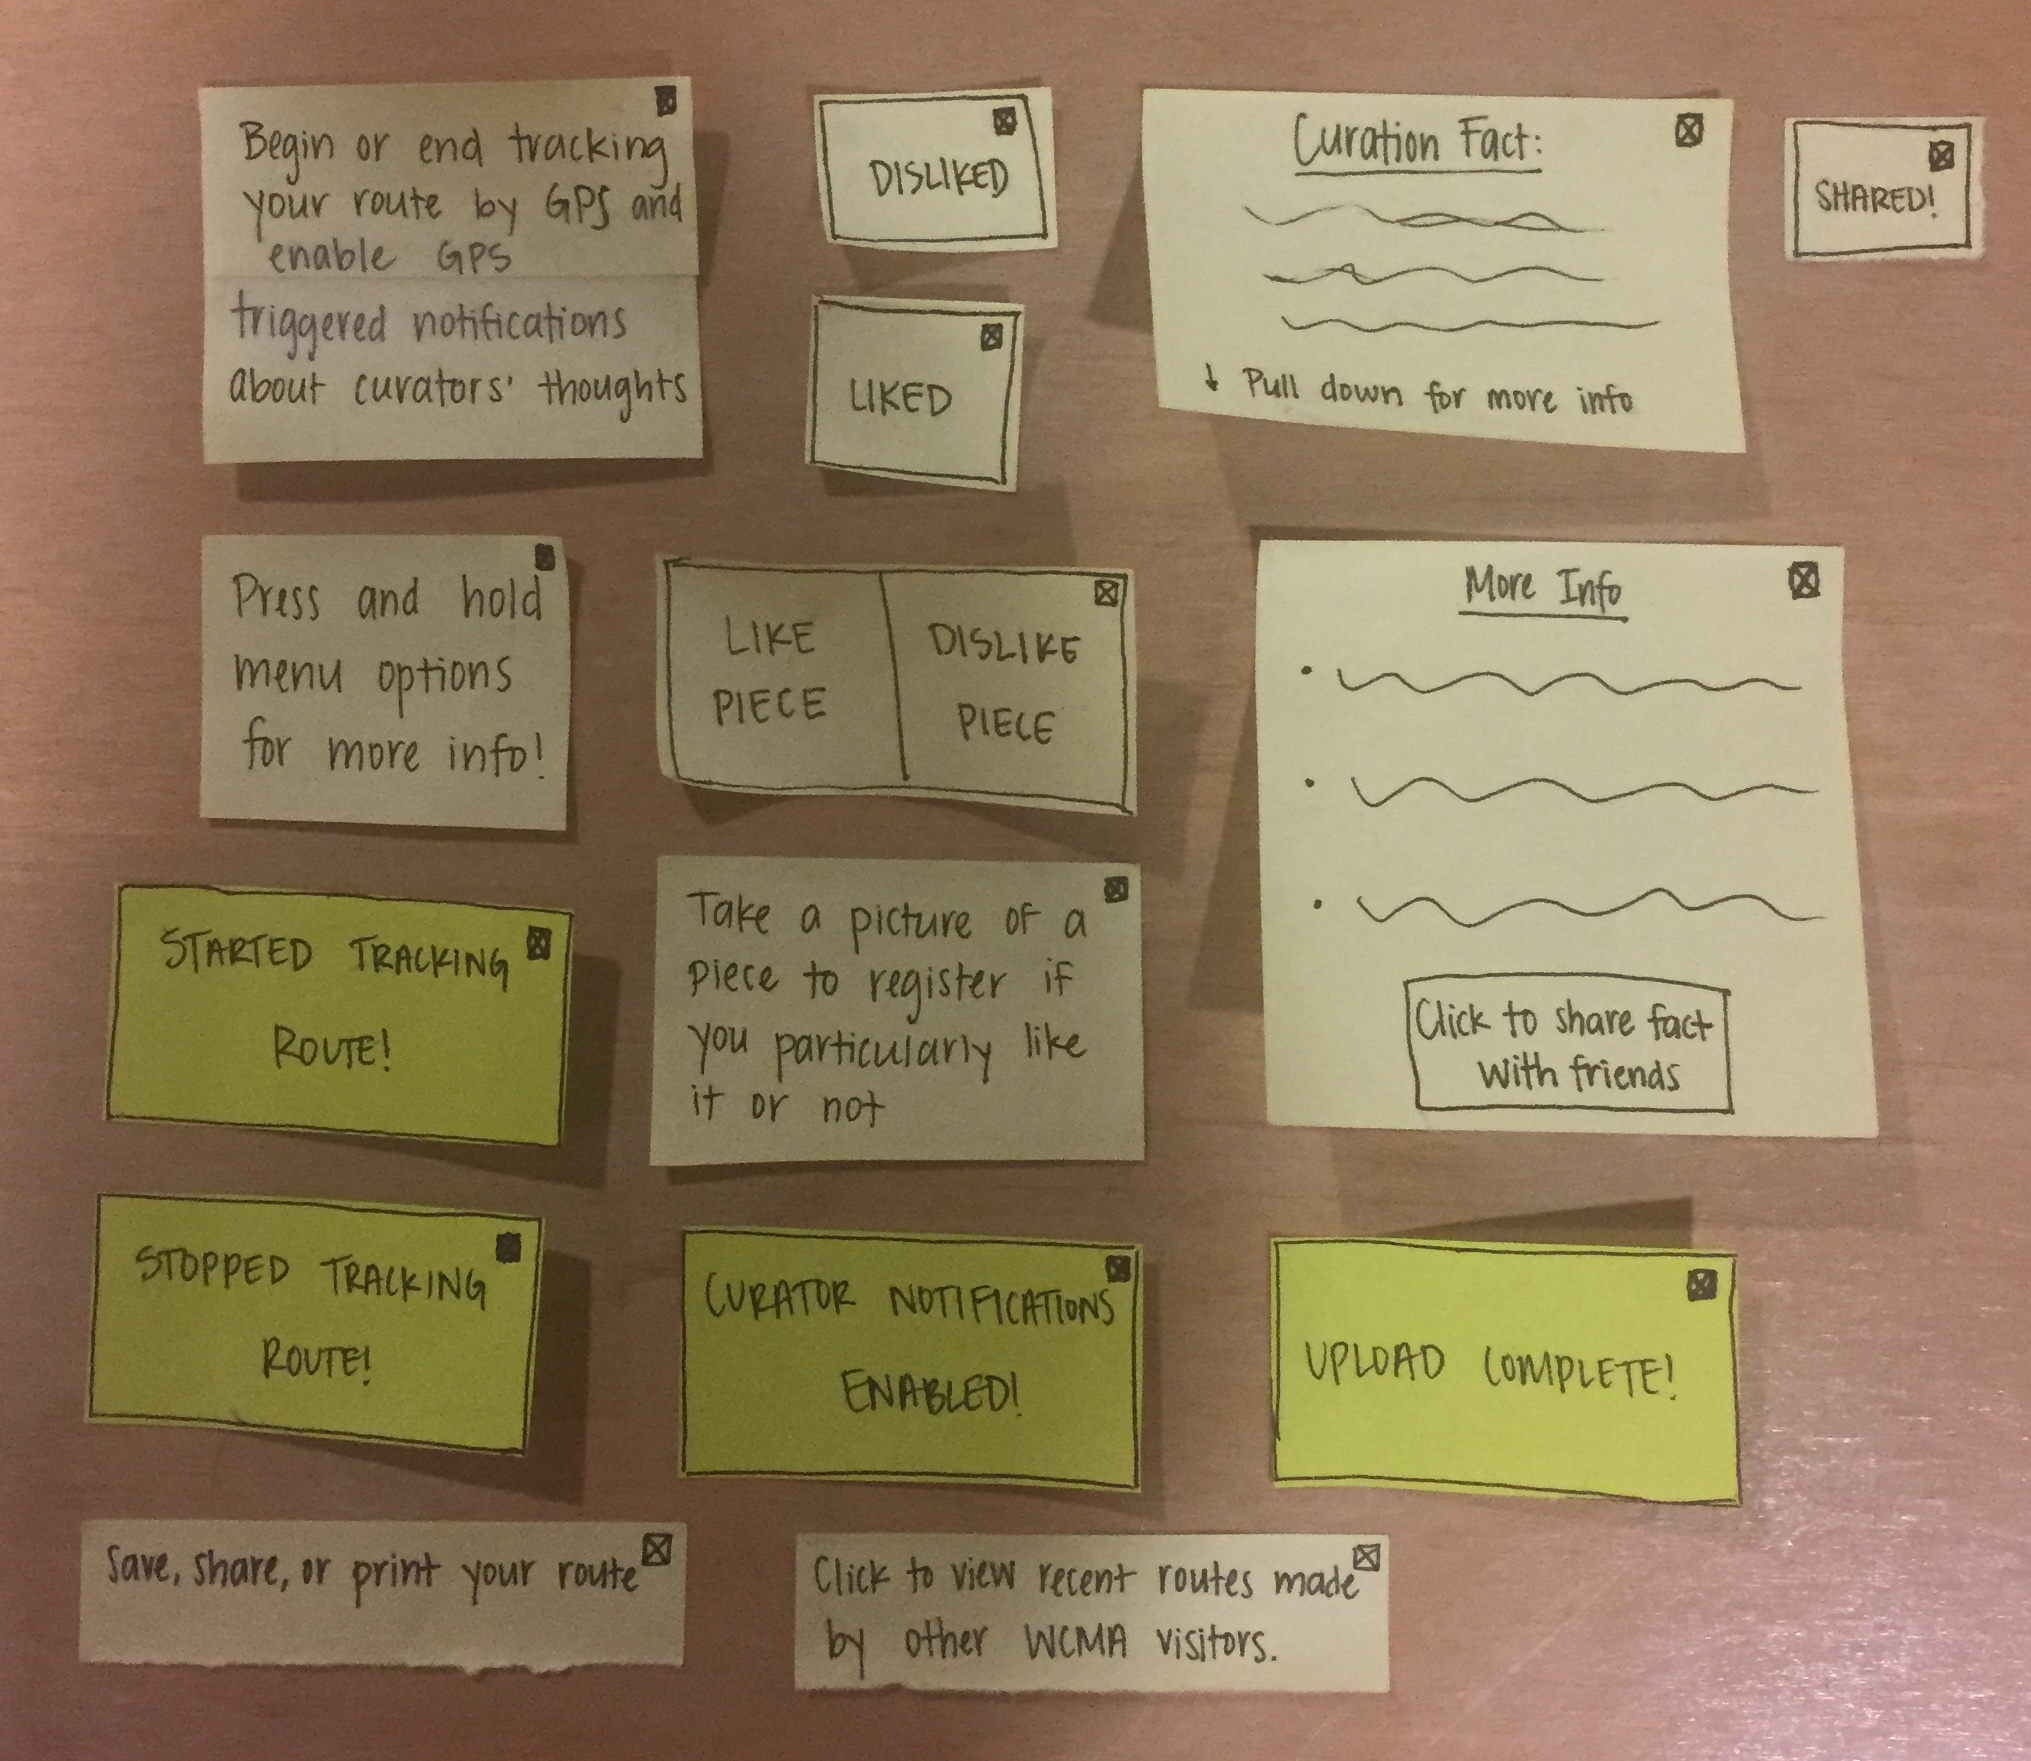 Begin or end tracking
your route by GPS and
enable GPS
triggered notifications
about curators' thoughts
DISLIKED
LIKED
Curation Fact:
↓ Pull down for more info
SHARED!
Press and hold
menu options
for more info!
LIKE
PIECE
DISLIKE
PIECE
More Info
Click to share fact
with friends
STARTED TRACKING
ROUTE!
Take a picture of a
piece to register if
you particularly like
it or not
STOPPED TRACKING
ROUTE!
CURATOR NOTIFICATIONS
ENABLED!
UPLOAD COMPLETE!
Save, share, or print your route
Click to view recent routes made
by other WCMA visitors.